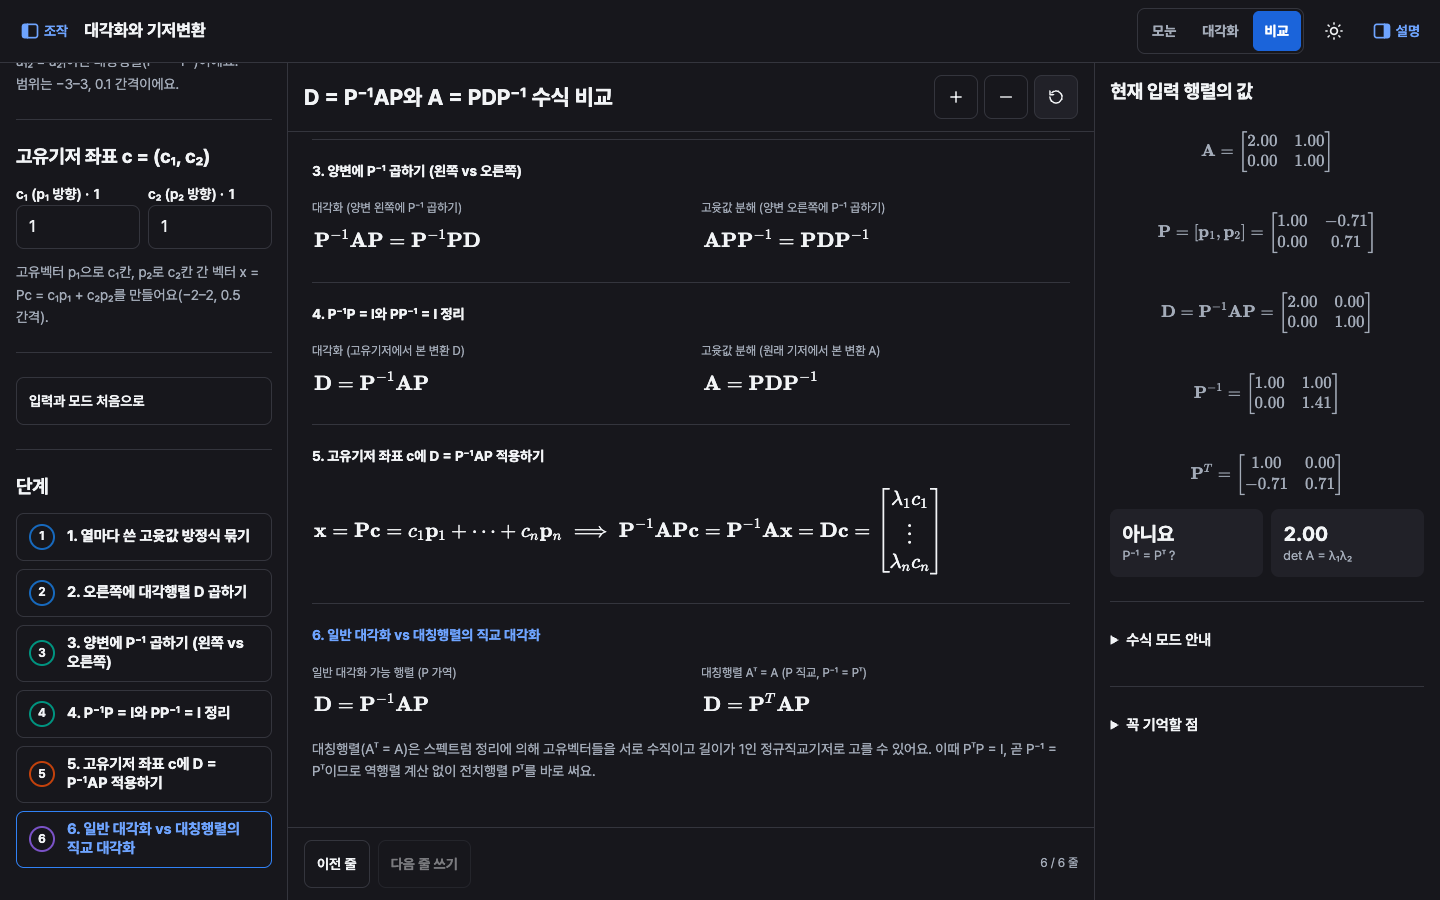 조작
대각화와 기저변환
모눈
대각화
비교
설명
범위는 −3–3, 0.1 간격이에요.
고유기저 좌표 c = (c₁, c₂)
c₁ (p₁ 방향) · 1
c₂ (p₂ 방향) · 1
1
1
고유벡터 p₁으로 c₁칸, p₂로 c₂칸 간 벡터 x =
Pc = c₁p₁ + c₂p₂를 만들어요(−2–2, 0.5
간격).
입력과 모드 처음으로
단계
1 1. 열마다 쓴 고윳값 방정식 묶기
2 2. 오른쪽에 대각행렬 D 곱하기
3 3. 양변에 P⁻¹ 곱하기 (왼쪽 vs
오른쪽)
4 4. P⁻¹P = I와 PP⁻¹ = I 정리
5 5. 고유기저 좌표 c에 D =
P⁻¹AP 적용하기
6 6. 일반 대각화 vs 대칭행렬의
직교 대각화
D = P⁻¹AP와 A = PDP⁻¹ 수식 비교
+
−
3. 양변에 P⁻¹ 곱하기 (왼쪽 vs 오른쪽)
대각화 (양변 왼쪽에 P⁻¹ 곱하기)
P⁻¹AP = P⁻¹PD
고윳값 분해 (양변 오른쪽에 P⁻¹ 곱하기)
APP⁻¹ = PDP⁻¹
4. P⁻¹P = I와 PP⁻¹ = I 정리
대각화 (고유기저에서 본 변환 D)
D = P⁻¹AP
고윳값 분해 (원래 기저에서 본 변환 A)
A = PDP⁻¹
5. 고유기저 좌표 c에 D = P⁻¹AP 적용하기
x = Pc = c₁p₁ + ⋯ + cₙpₙ ⟹ P⁻¹APc = P⁻¹Ax = Dc = [λ₁c₁ ⋮ λₙcₙ]
6. 일반 대각화 vs 대칭행렬의 직교 대각화
일반 대각화 가능 행렬 (P 가역)
D = P⁻¹AP
대칭행렬 Aᵀ = A (P 직교, P⁻¹ = Pᵀ)
D = PᵀAP
대칭행렬(Aᵀ = A)은 스펙트럼 정리에 의해 고유벡터들을 서로 수직이고 길이가 1인 정규직교기저로 고를 수 있어요. 이때 PᵀP = I, 곧 P⁻¹ =
Pᵀ이므로 역행렬 계산 없이 전치행렬 Pᵀ를 바로 써요.
이전 줄
다음 줄 쓰기
6 / 6 줄
현재 입력 행렬의 값
A = [2.00 1.00
0.00 1.00]
P = [p₁, p₂] = [1.00 −0.71
0.00 0.71]
D = P⁻¹AP = [2.00 0.00
0.00 1.00]
P⁻¹ = [1.00 1.00
0.00 1.41]
Pᵀ = [1.00 0.00
−0.71 0.71]
아니요
P⁻¹ = Pᵀ ?
2.00
det A = λ₁λ₂
▶ 수식 모드 안내
▶ 꼭 기억할 점